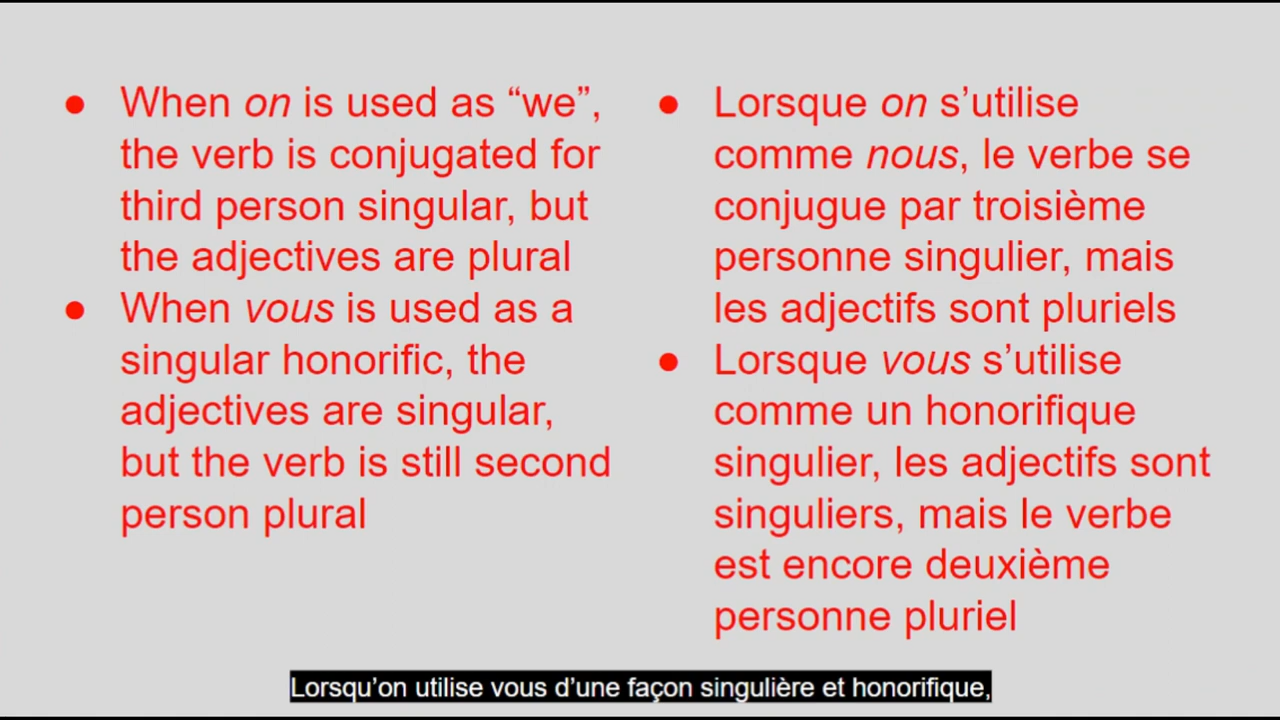 ● When on is used as “we”,
the verb is conjugated for
third person singular, but
the adjectives are plural
● When vous is used as a
singular honorific, the
adjectives are singular,
but the verb is still second
person plural
● Lorsque on s’utilise
comme nous, le verbe se
conjugue par troisième
personne singulier, mais
les adjectifs sont pluriels
● Lorsque vous s’utilise
comme un honorifique
singulier, les adjectifs sont
singuliers, mais le verbe
est encore deuxième
personne pluriel
Lorsqu’on utilise vous d’une façon singulière et honorifique,